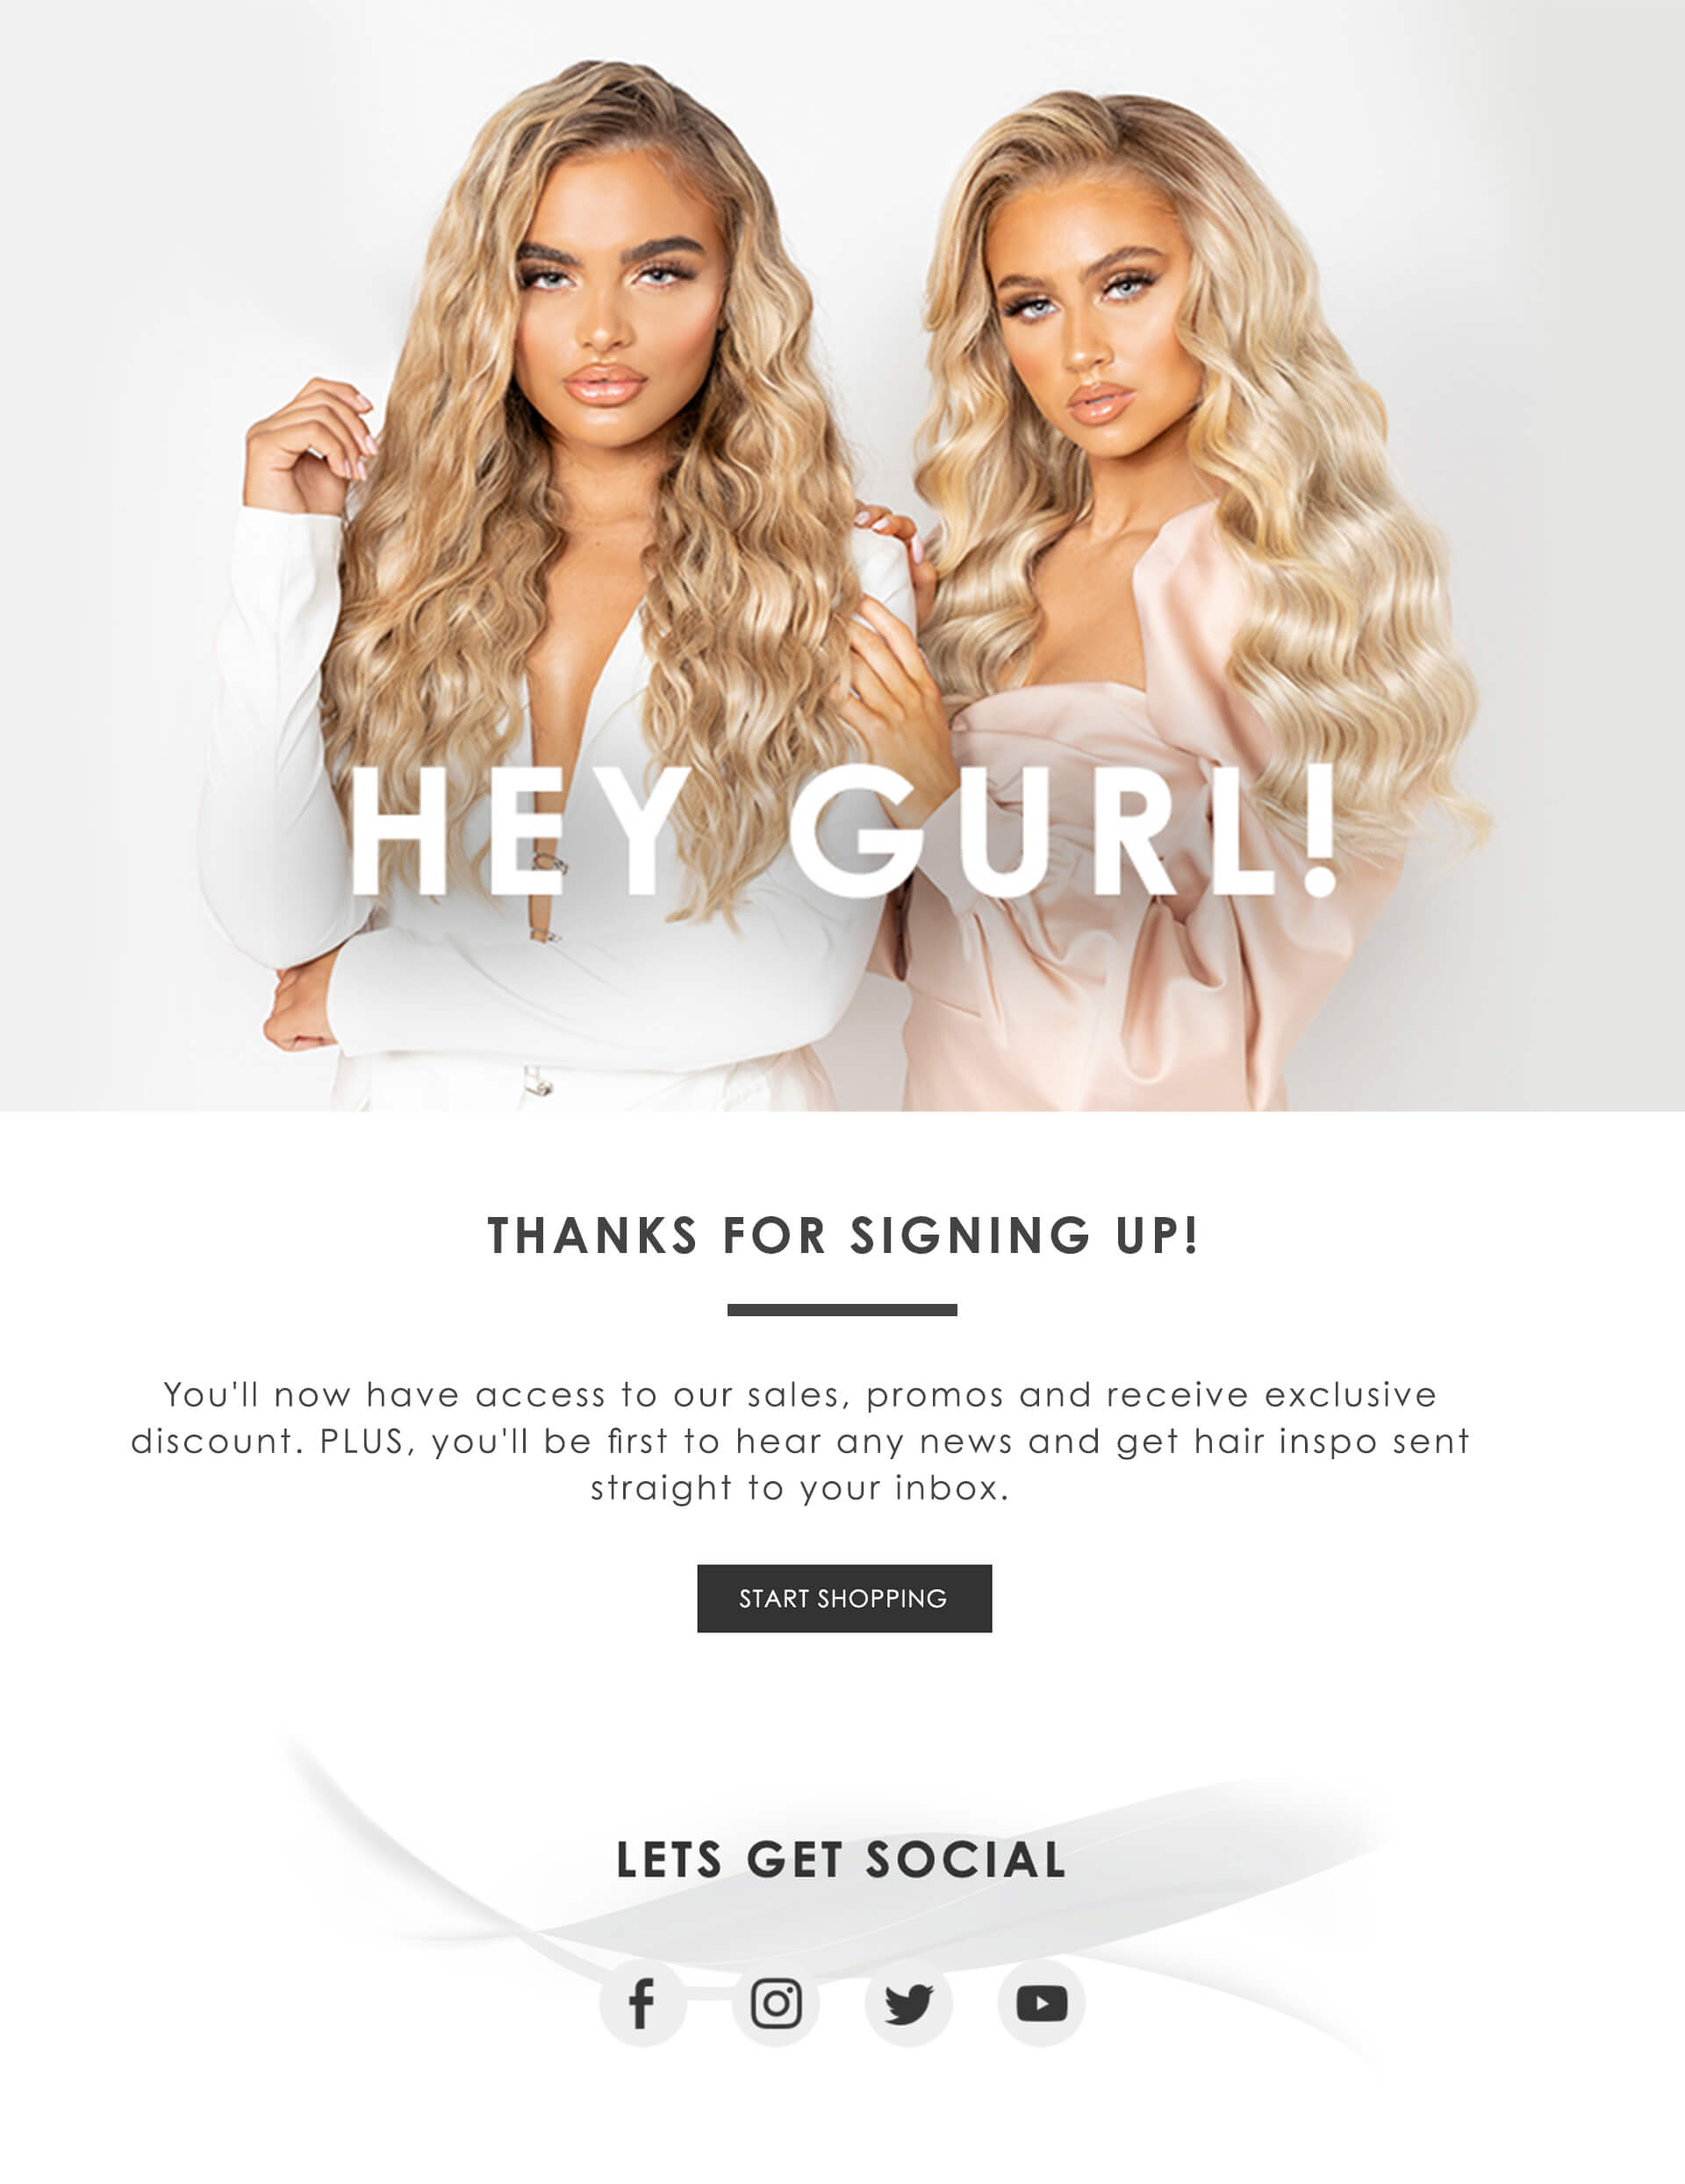 HEY GURL!
THANKS FOR SIGNING UP!
You'll now have access to our sales, promos and receive exclusive
discount. PLUS, you'll be first to hear any news and get hair inspo sent
straight to your inbox.
START SHOPPING
LETS GET SOCIAL